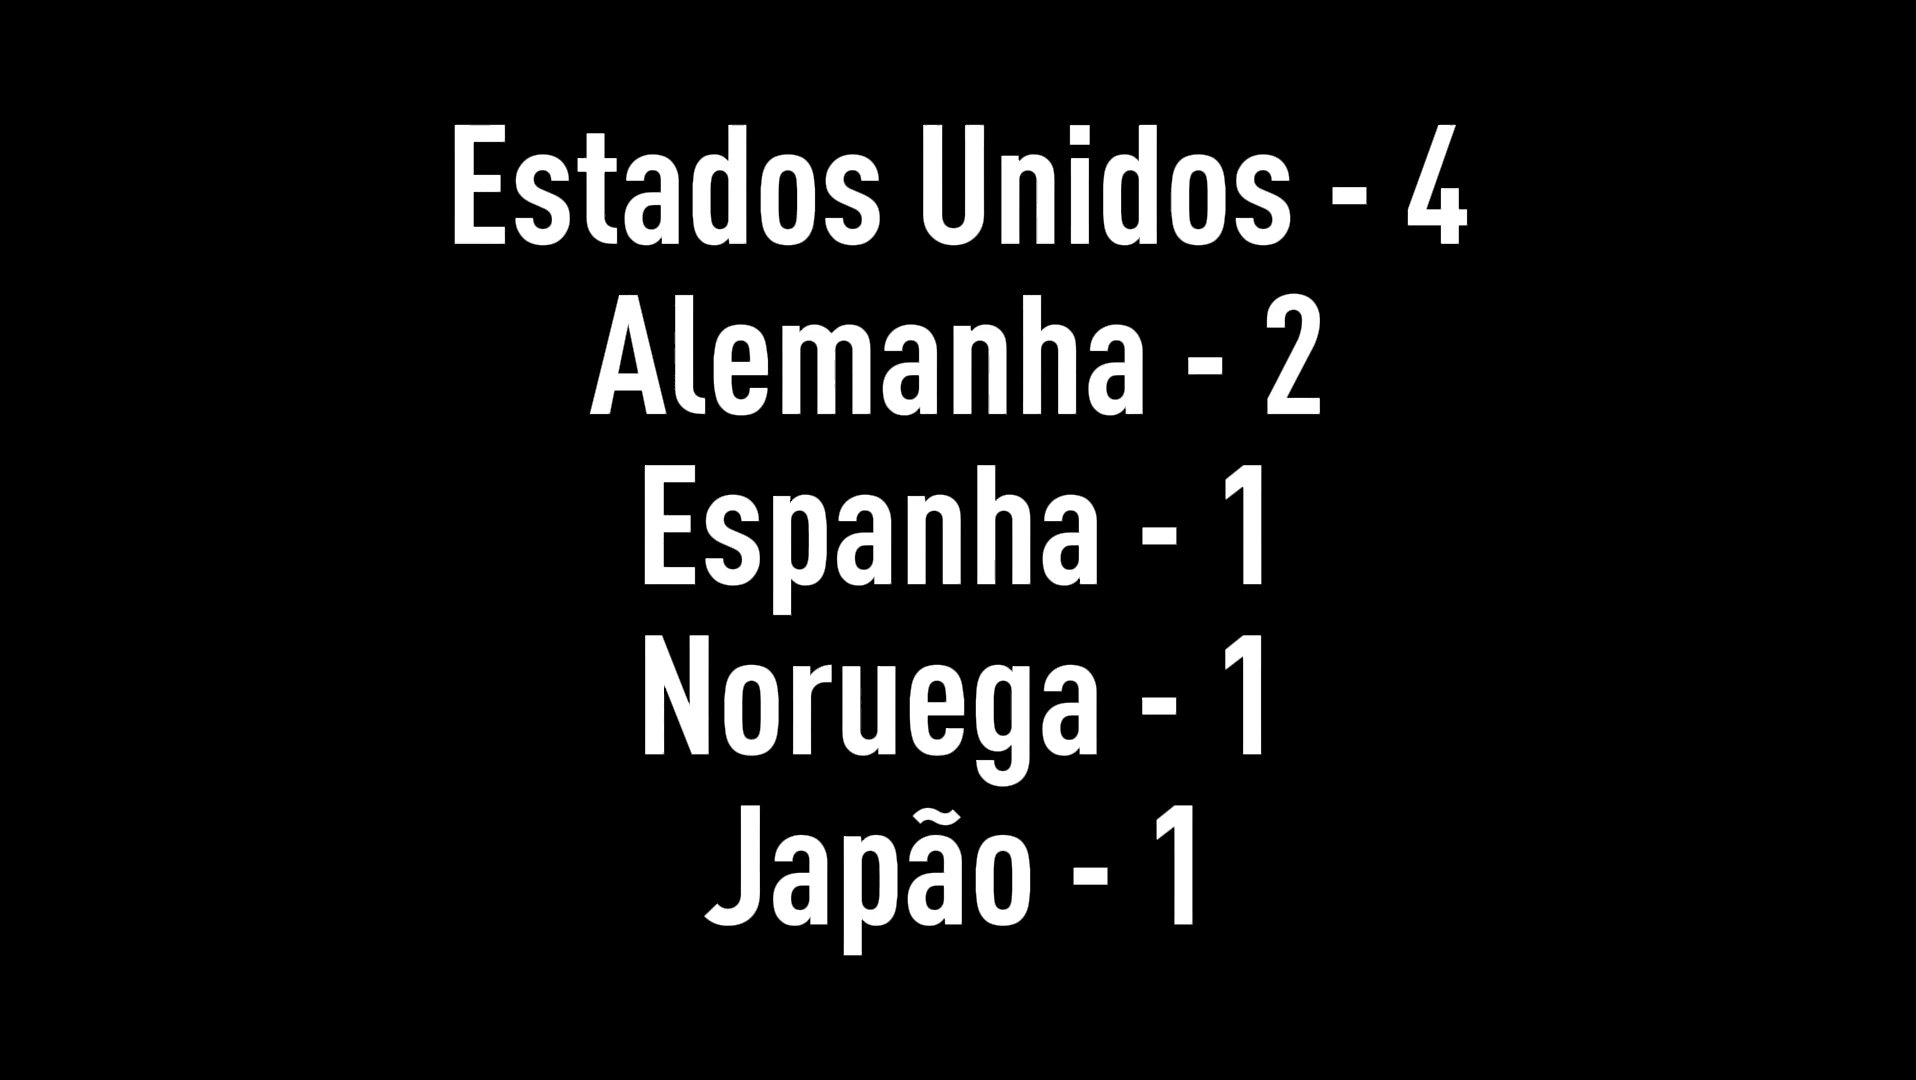 Estados Unidos - 4
Alemanha - 2
Espanha - 1
Noruega - 1
Japão - 1